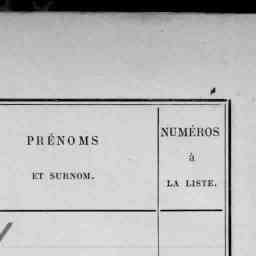 PRÉNOMS
ET SURNOM.
NUMÉROS
à
LA LISTE.